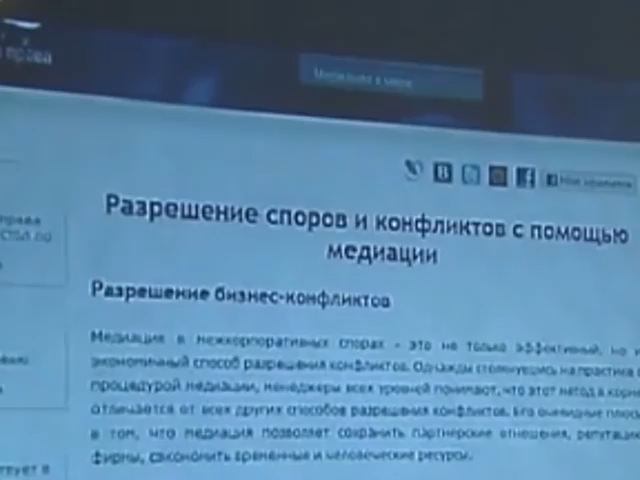 права
Медиация в мире
Разрешение споров и конфликтов с помощью
медиации
Разрешение бизнес-конфликтов
Медиация в межкорпоративных спорах - это не только эффективный, но и
экономичный способ разрешения конфликтов. Однажды столкнувшись на практике с
процедурой медиации, менеджеры всех уровней понимают, что этот метод в корне
отличается от всех других способов разрешения конфликтов. Его очевидные плюсы
в том, что медиация позволяет сохранить партнерские отношения, репутацию
фирмы, сэкономить временные и человеческие ресурсы.